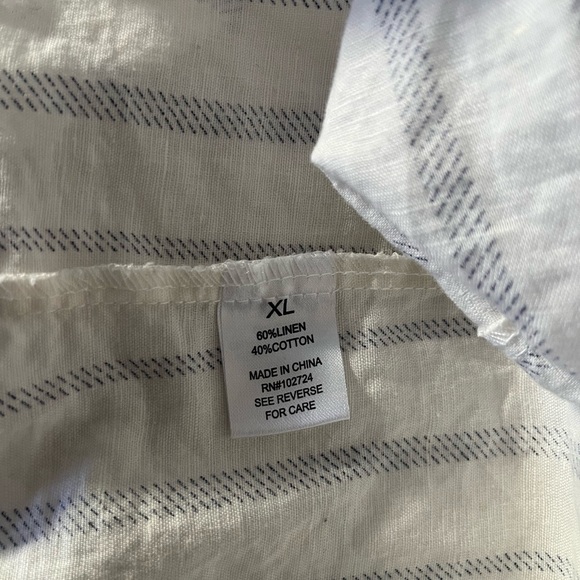 XL
60%LINEN
40%COTTON
MADE IN CHINA
RN#102724
SEE REVERSE
FOR CARE